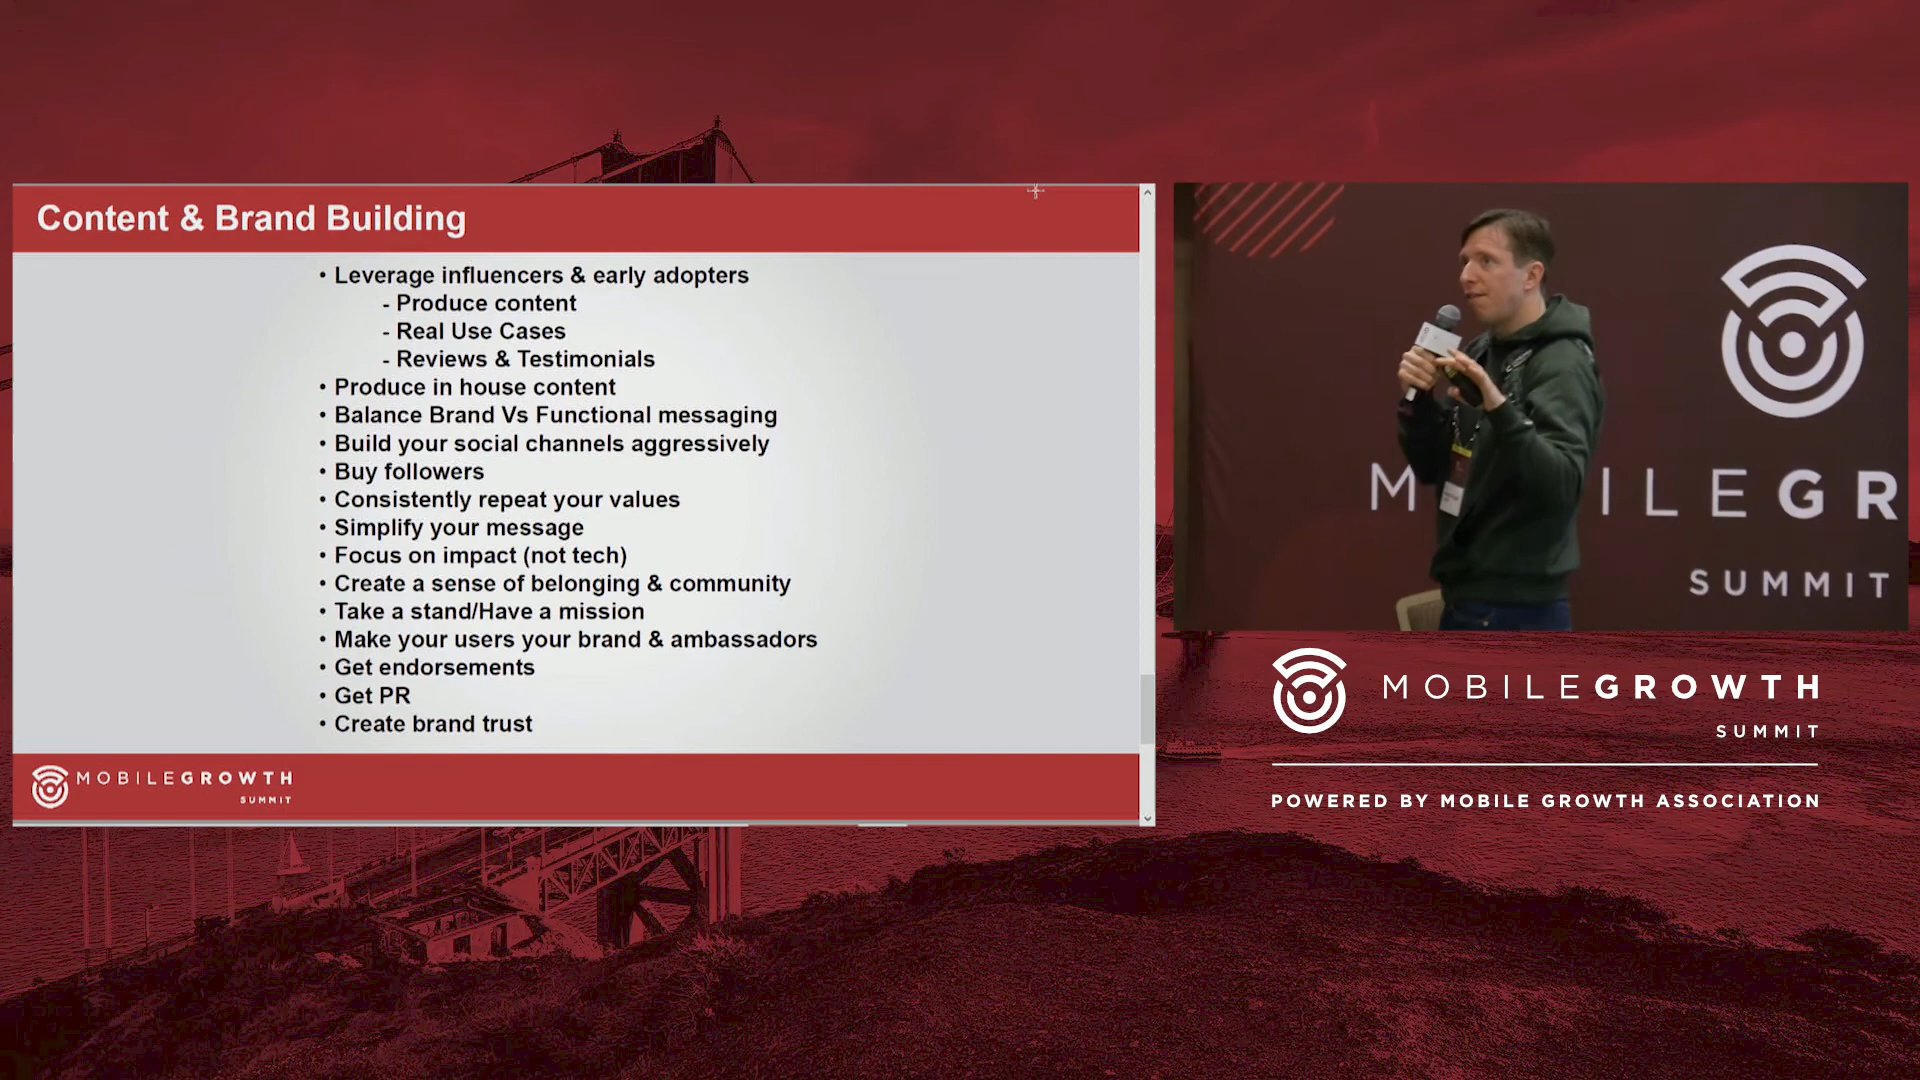 Content & Brand Building
• Leverage influencers & early adopters
- Produce content
- Real Use Cases
- Reviews & Testimonials
• Produce in house content
• Balance Brand Vs Functional messaging
• Build your social channels aggressively
• Buy followers
• Consistently repeat your values
• Simplify your message
• Focus on impact (not tech)
• Create a sense of belonging & community
• Take a stand/Have a mission
• Make your users your brand & ambassadors
• Get endorsements
• Get PR
• Create brand trust
MOBILEGROWTH
SUMMIT
M ILEGR
SUMMIT
MOBILEGROWTH
SUMMIT
POWERED BY MOBILE GROWTH ASSOCIATION